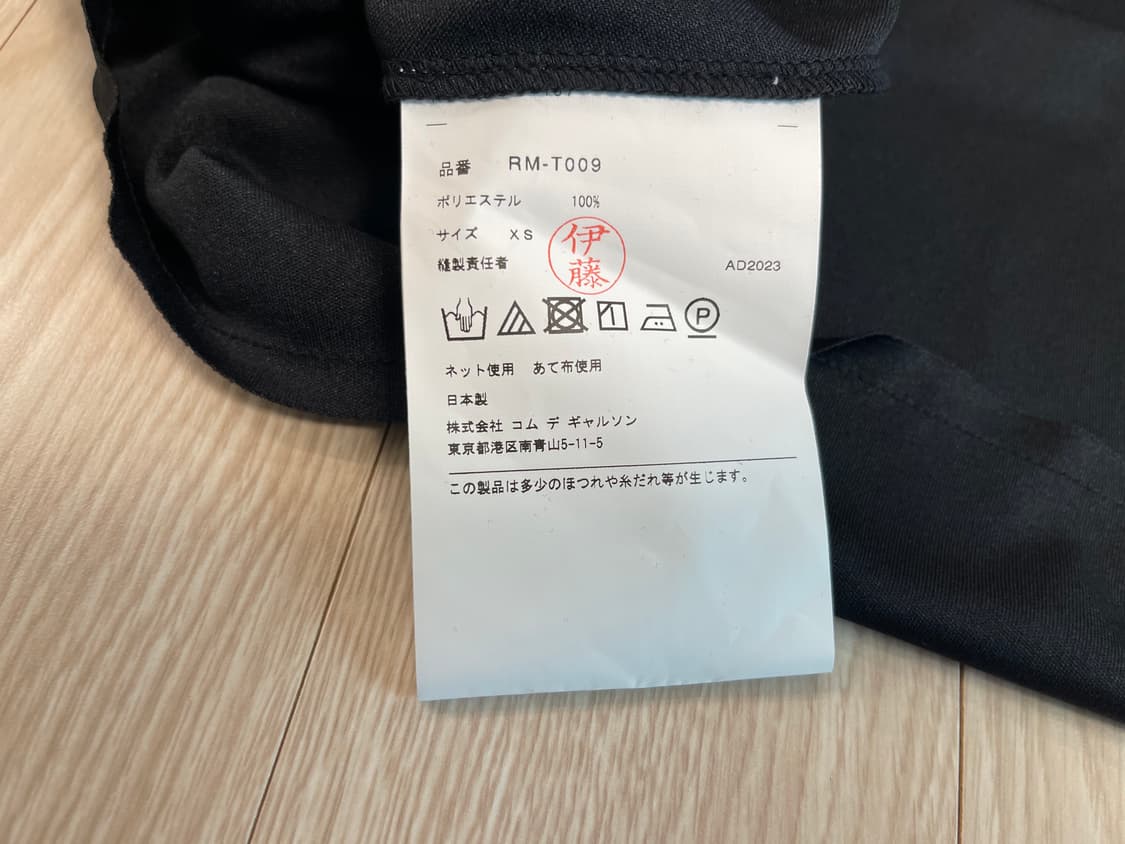 品番 RM-T009
ポリエステル 100%
サイズ XS
伊藤
縫製責任者 AD2023
P
ネット使用 あて布使用
日本製
株式会社 コム デ ギャルソン
東京都港区南青山5-11-5
この製品は多少のほつれや糸だれ等が生じます。